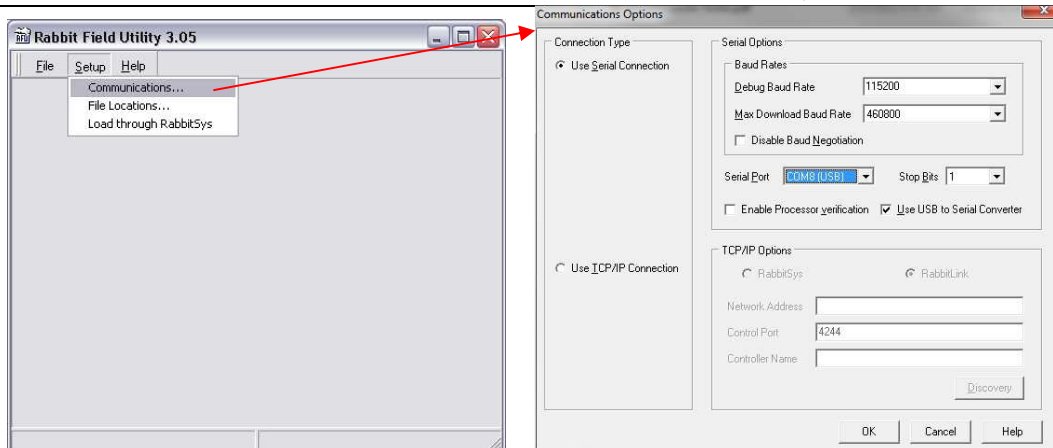 RFU Rabbit Field Utility 3.05
File Setup Help
Communications...
File Locations...
Load through RabbitSys
Communications Options
Connection Type
Use Serial Connection
Use TCP/IP Connection
Serial Options
Baud Rates
Debug Baud Rate 115200
Max Download Baud Rate 460800
Disable Baud Negotiation
Serial Port COM8 (USB) Stop Bits 1
Enable Processor verification Use USB to Serial Converter
TCP/IP Options
RabbitSys RabbitLink
Network Address
Control Port 4244
Controller Name
Discovery
OK Cancel Help